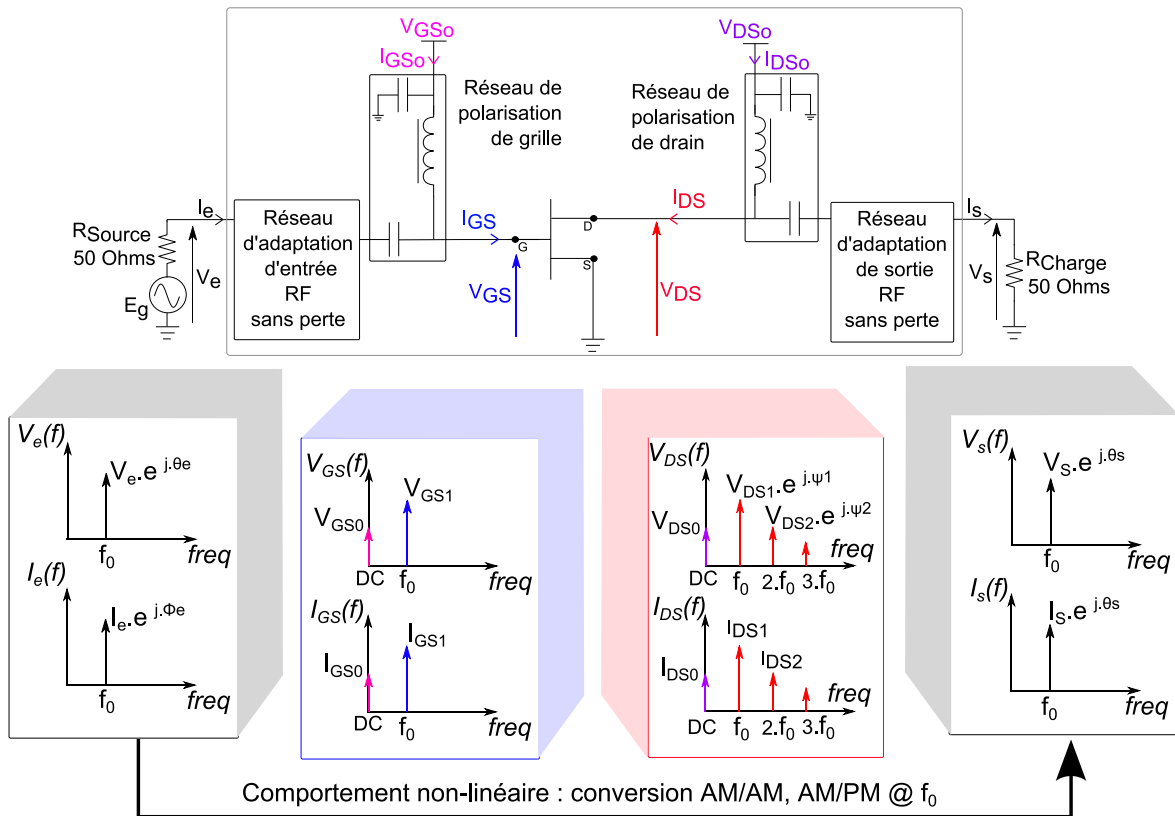 VGSo
IGSo
VDSo
IDSo
Réseau de
polarisation
de grille
Réseau de
polarisation
de drain
Ie
RSource
50 Ohms
Ve
Eg
Réseau
d'adaptation
d'entrée
RF
sans perte
IGS
G
VGS
D
S
IDS
VDS
Réseau
d'adaptation
de sortie
RF
sans perte
Is
Vs
RCharge
50 Ohms
Ve(f)
Ve.e j.θe
f0
freq
Ie(f)
Ie.e j.Φe
f0
freq
VGS(f)
VGS1
VGS0
DC
f0
freq
IGS(f)
IGS1
IGS0
DC
f0
freq
VDS(f)
VDS1.e j.ψ1
VDS2.e j.ψ2
VDS0
freq
DC
f0
2.f0
3.f0
IDS(f)
IDS1
IDS2
IDS0
freq
DC
f0
2.f0
3.f0
Vs(f)
VS.e j.θs
f0
freq
Is(f)
IS.e j.θs
f0
freq
Comportement non-linéaire : conversion AM/AM, AM/PM @ f0